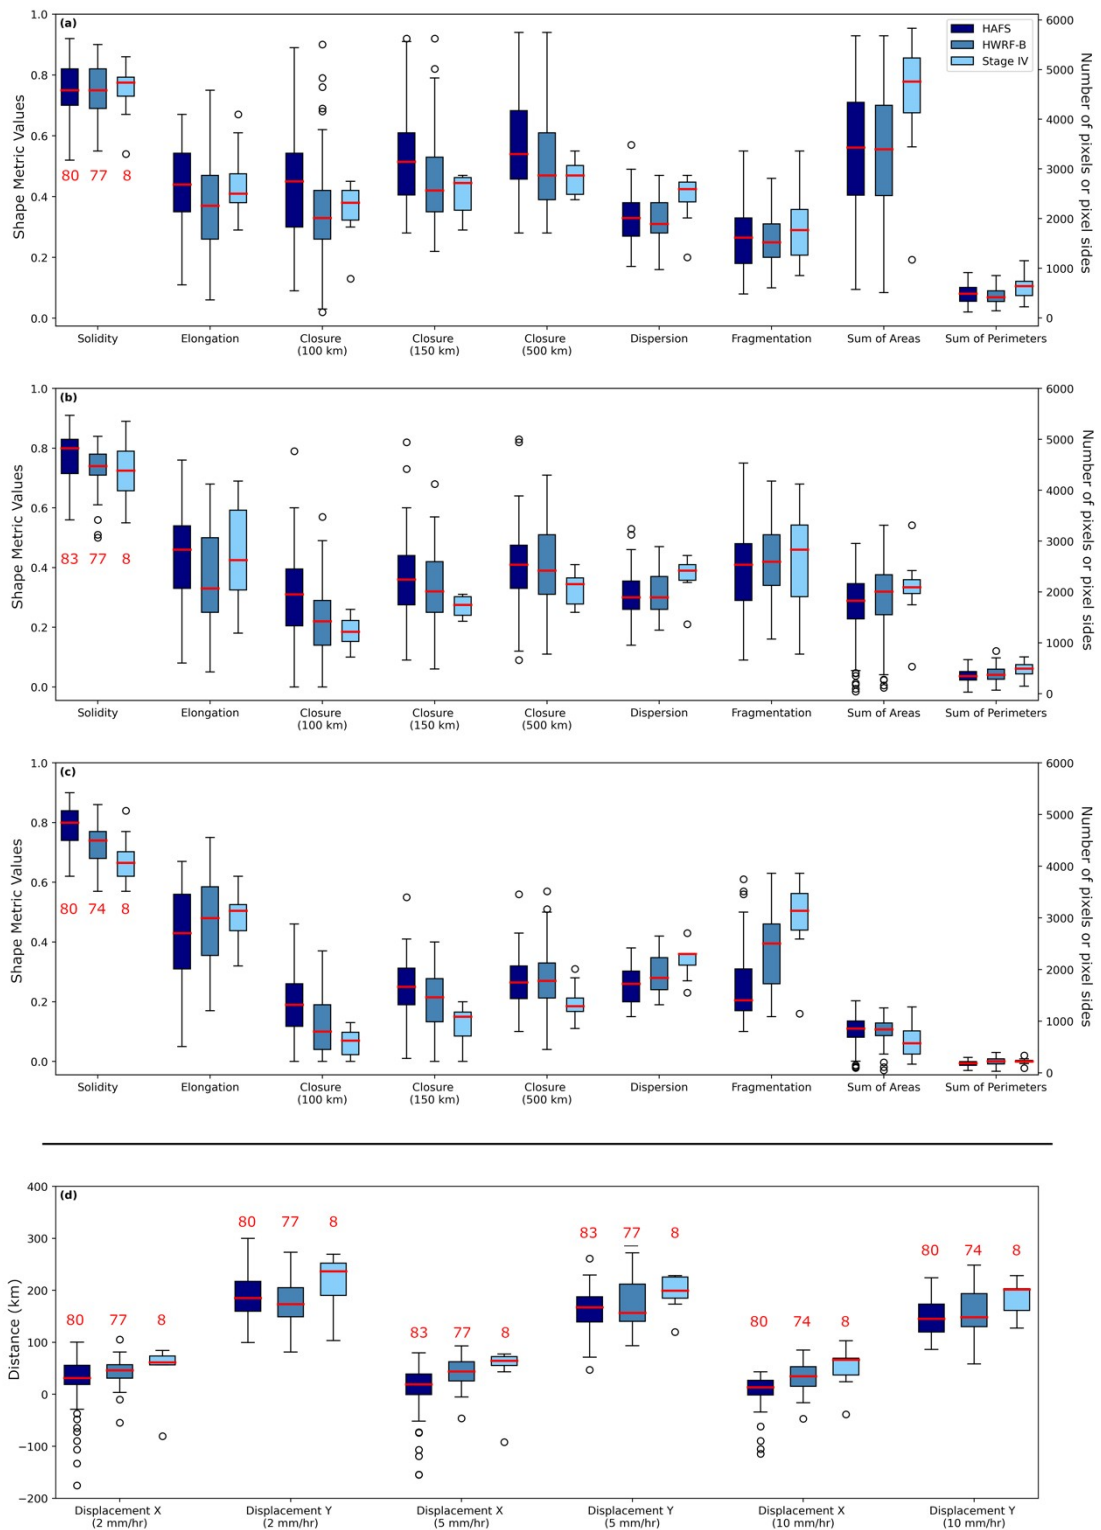 (a)
HAFS
HWRF-B
Stage IV
Shape Metric Values
Number of pixels or pixel sides
1.0
0.8
0.6
0.4
0.2
0.0
6000
5000
4000
3000
2000
1000
0
80 77 8
Solidity
Elongation
Closure
(100 km)
Closure
(150 km)
Closure
(500 km)
Dispersion
Fragmentation
Sum of Areas
Sum of Perimeters
(b)
Shape Metric Values
Number of pixels or pixel sides
1.0
0.8
0.6
0.4
0.2
0.0
6000
5000
4000
3000
2000
1000
0
83 77 8
Solidity
Elongation
Closure
(100 km)
Closure
(150 km)
Closure
(500 km)
Dispersion
Fragmentation
Sum of Areas
Sum of Perimeters
(c)
Shape Metric Values
Number of pixels or pixel sides
1.0
0.8
0.6
0.4
0.2
0.0
6000
5000
4000
3000
2000
1000
0
80 74 8
Solidity
Elongation
Closure
(100 km)
Closure
(150 km)
Closure
(500 km)
Dispersion
Fragmentation
Sum of Areas
Sum of Perimeters
(d)
Distance (km)
400
300
200
100
0
−100
−200
80 77 8
80 77 8
83 77 8
83 77 8
80 74 8
80 74 8
Displacement X
(2 mm/hr)
Displacement Y
(2 mm/hr)
Displacement X
(5 mm/hr)
Displacement Y
(5 mm/hr)
Displacement X
(10 mm/hr)
Displacement Y
(10 mm/hr)